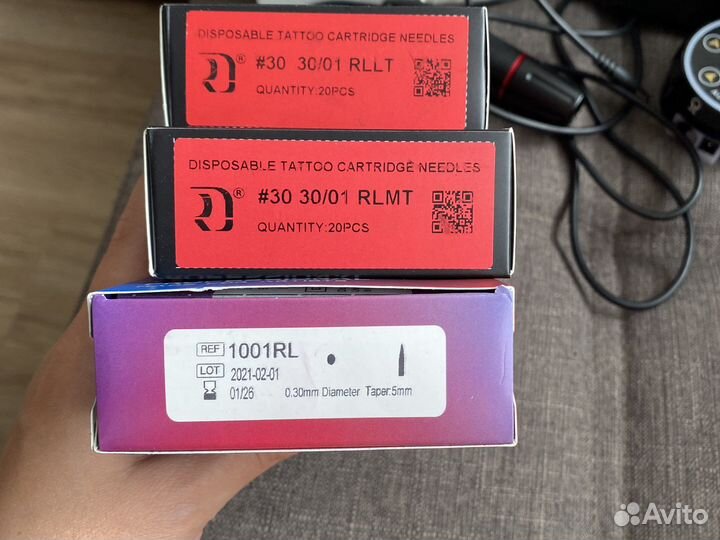 DISPOSABLE TATTOO CARTRIDGE NEEDLES
®
#30 30/01 RLLT
QUANTITY:20PCS
DISPOSABLE TATTOO CARTRIDGE NEEDLES
®
#30 30/01 RLMT
QUANTITY:20PCS
REF 1001RL
LOT 2021-02-01
01/26 0.30mm Diameter Taper:5mm
Avito